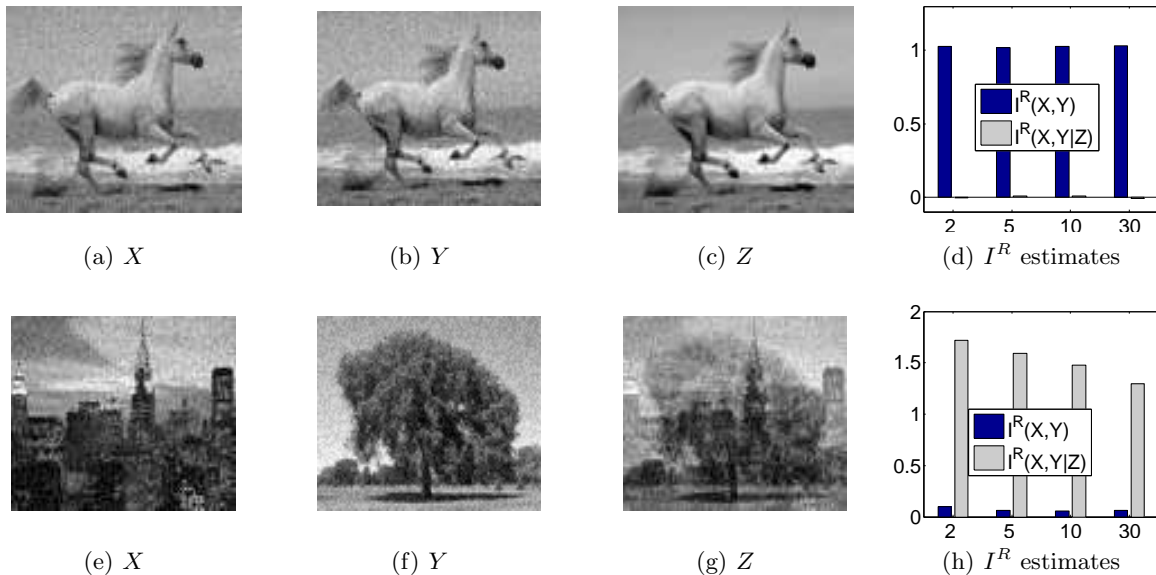 1
0.5
0
I^R(X,Y)
I^R(X,Y|Z)
2 5 10 30
(a) X
(b) Y
(c) Z
(d) I^R estimates
2
1.5
1
0.5
0
I^R(X,Y)
I^R(X,Y|Z)
2 5 10 30
(e) X
(f) Y
(g) Z
(h) I^R estimates